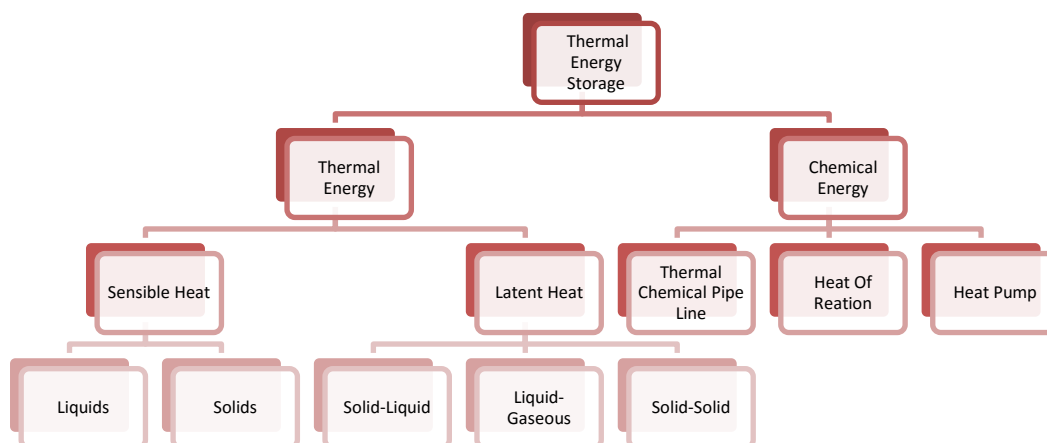 Thermal
Energy
Storage
Thermal
Energy
Chemical
Energy
Sensible Heat
Latent Heat
Thermal
Chemical Pipe
Line
Heat Of
Reation
Heat Pump
Liquids
Solids
Solid-Liquid
Liquid-
Gaseous
Solid-Solid